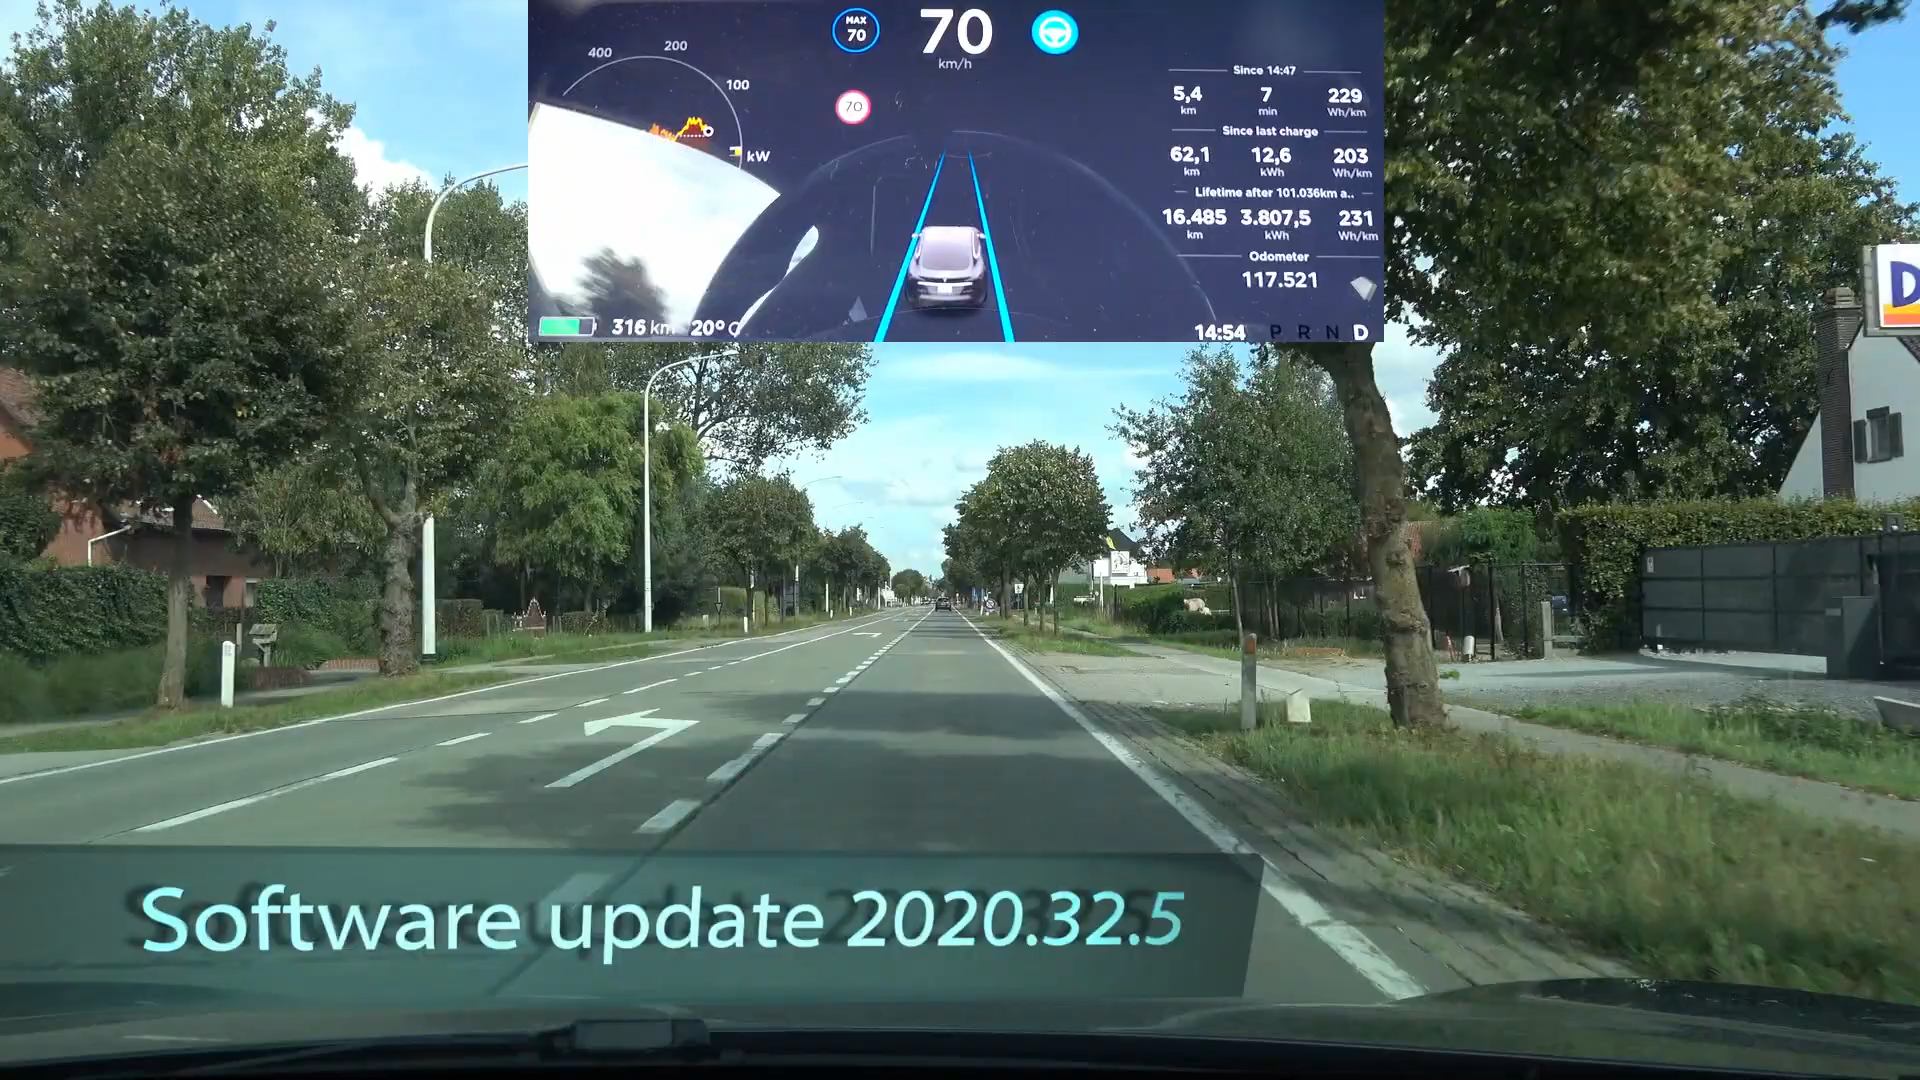 MAX
70
70
km/h
400
200
100
kW
70
Since 14:47
5,4
7
229
km
min
Wh/km
Since last charge
62,1
12,6
203
km
kWh
Wh/km
Lifetime after 101.036km a..
16.485
3.807,5
231
km
kWh
Wh/km
Odometer
117.521
316 km
20°C
14:54
P R N D
D
Software update 2020.32.5